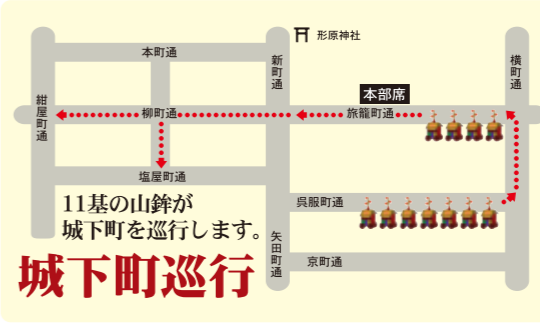 形原神社
本町通
新町通
横町通
紺屋町通
本部席
柳町通
旅籠町通
塩屋町通
呉服町通
11基の山鉾が
城下町を巡行します。
矢田町通
京町通
城下町巡行